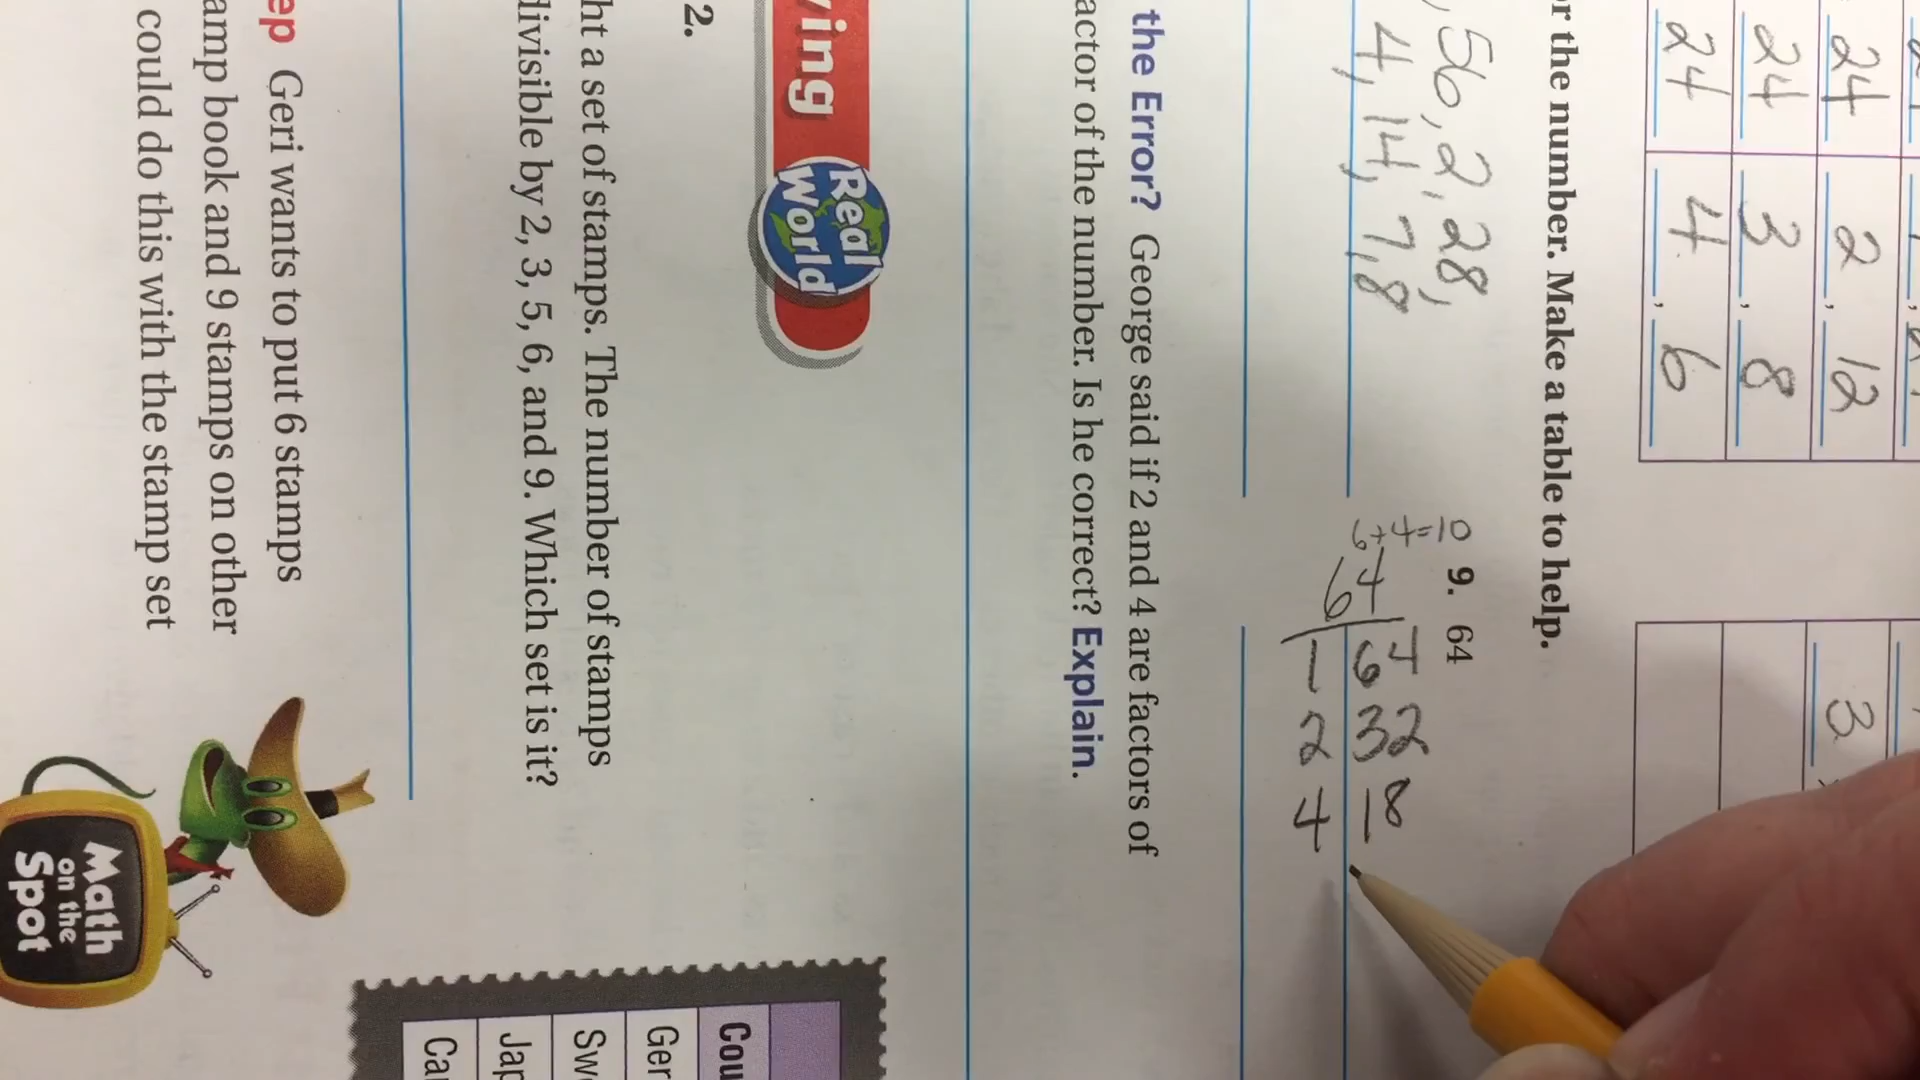 24, 2, 12
24, 3, 8
24, 4, 6
3
r the number. Make a table to help.
, 56, 2, 28,
4, 14, 7, 8
9. 64
6+4=10
64
1 64
2 32
4 18
the Error? George said if 2 and 4 are factors of
actor of the number. Is he correct? Explain.
ving
Real
World
2.
ht a set of stamps. The number of stamps
divisible by 2, 3, 5, 6, and 9. Which set is it?
ep Geri wants to put 6 stamps
amp book and 9 stamps on other
could do this with the stamp set
Math
on the
Spot
Cou
Ger
Swe
Jap
Ca